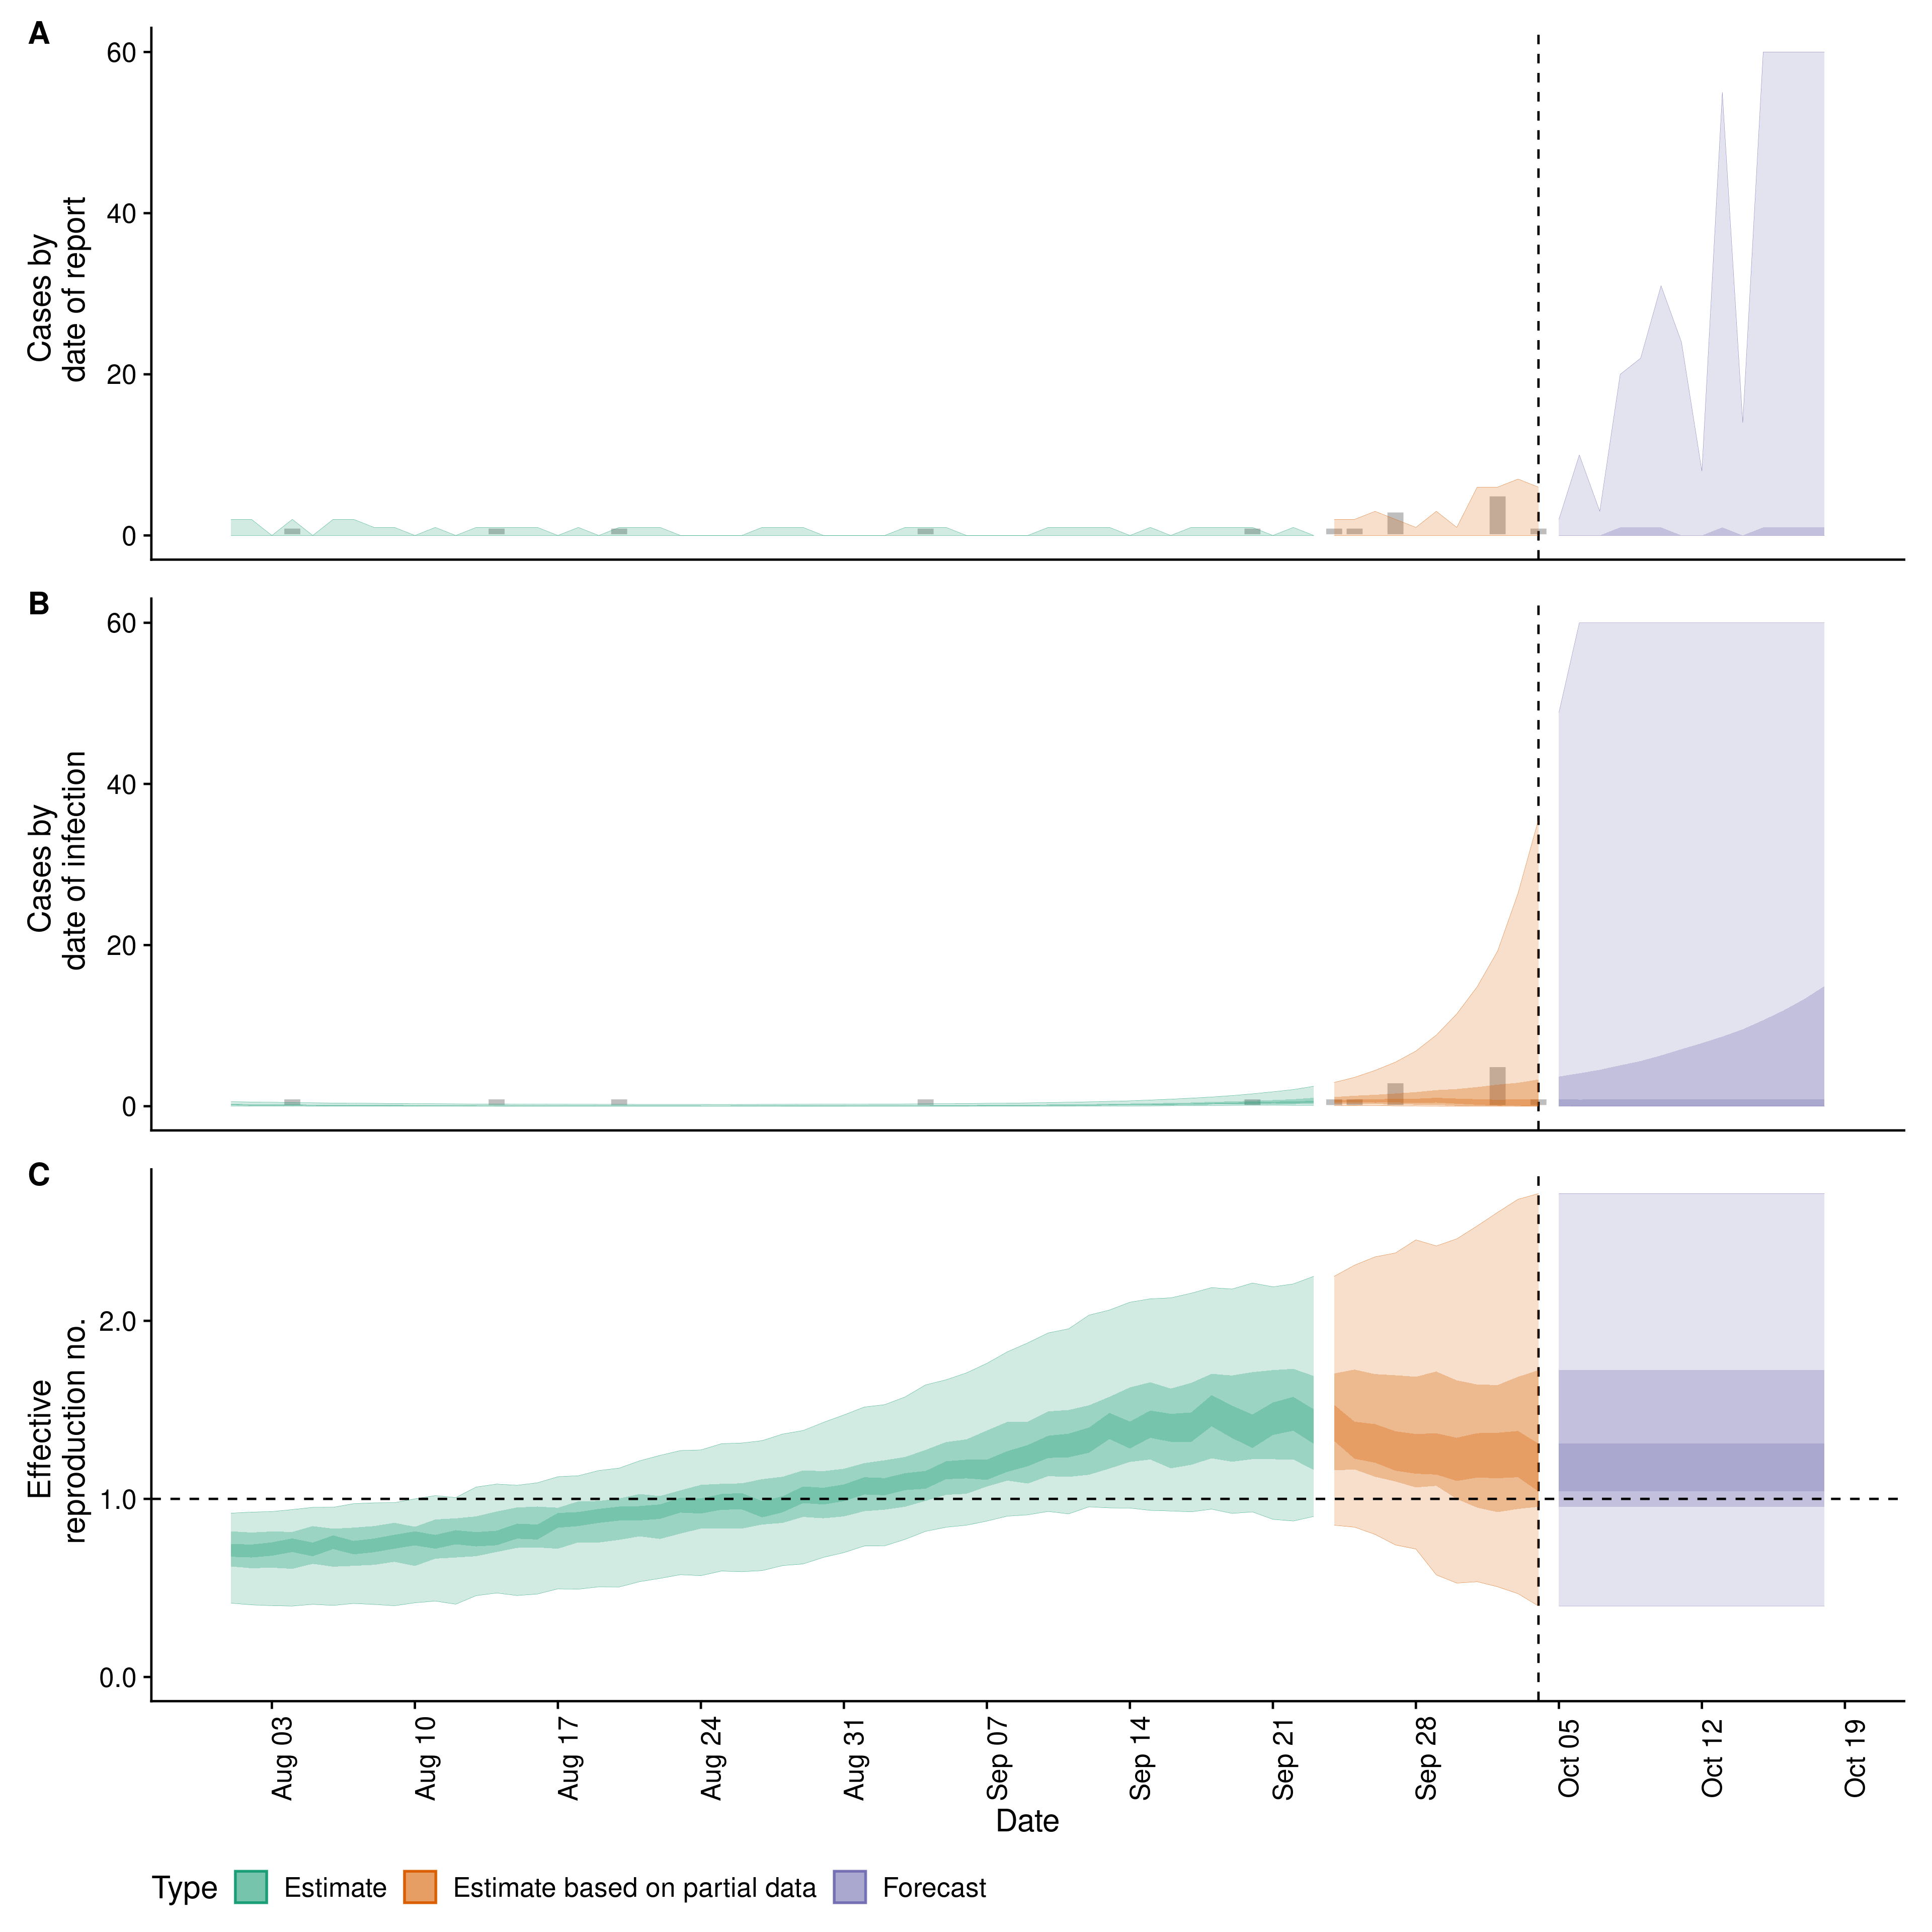 A
Cases by
date of report
60
40
20
0
B
Cases by
date of infection
60
40
20
0
C
Effective
reproduction no.
2.0
1.0
0.0
Aug 03
Aug 10
Aug 17
Aug 24
Aug 31
Sep 07
Sep 14
Sep 21
Sep 28
Oct 05
Oct 12
Oct 19
Date
Type Estimate Estimate based on partial data Forecast